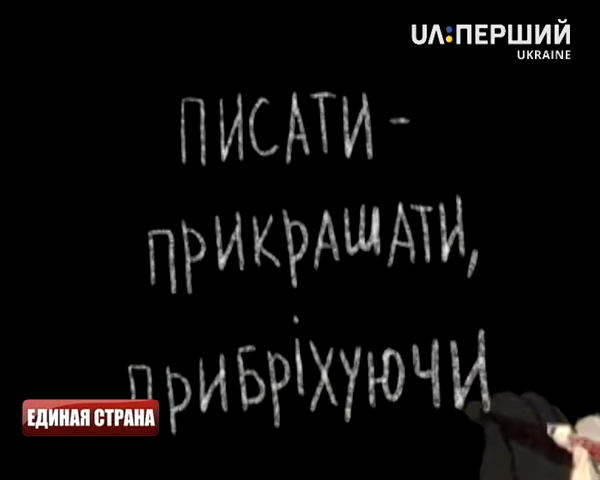 UA:ПЕРШИЙ
UKRAINE
ПИСАТИ -
ПРИКРАШАТИ,
ПРИБРІХУЮЧИ
ЕДИНАЯ СТРАНА